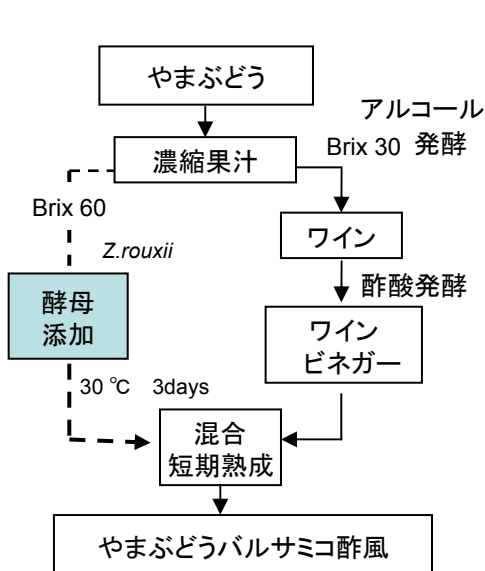 やまぶどう
アルコール
濃縮果汁
Brix 30 発酵
Brix 60
ワイン
Z.rouxii
酢酸発酵
酵母
添加
ワイン
ビネガー
30 ℃ 3days
混合
短期熟成
やまぶどうバルサミコ酢風